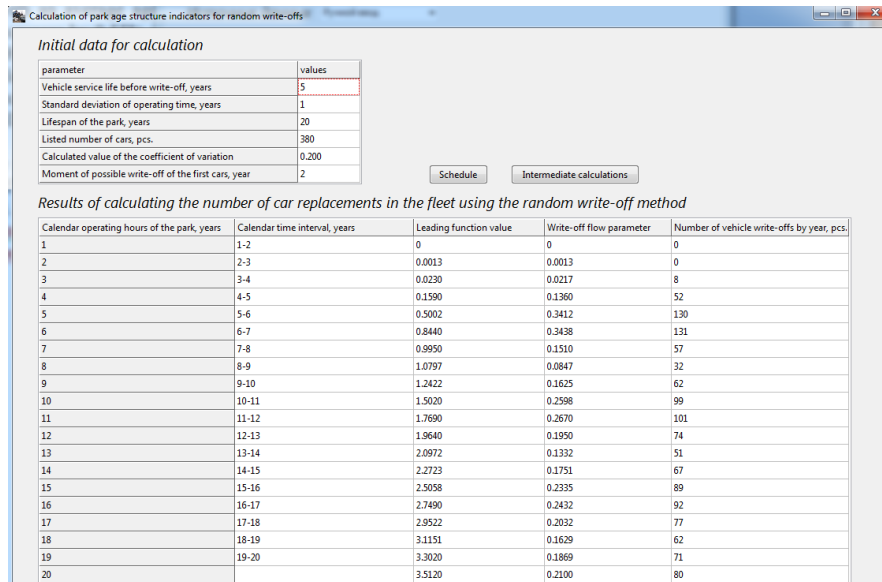 Calculation of park age structure indicators for random write-offs
Initial data for calculation
parameter values
Vehicle service life before write-off, years 5
Standard deviation of operating time, years 1
Lifespan of the park, years 20
Listed number of cars, pcs. 380
Calculated value of the coefficient of variation 0.200
Moment of possible write-off of the first cars, year 2
Schedule Intermediate calculations
Results of calculating the number of car replacements in the fleet using the random write-off method
Calendar operating hours of the park, years Calendar time interval, years Leading function value Write-off flow parameter Number of vehicle write-offs by year, pcs.
1 1-2 0 0 0
2 2-3 0.0013 0.0013 0
3 3-4 0.0230 0.0217 8
4 4-5 0.1590 0.1360 52
5 5-6 0.5002 0.3412 130
6 6-7 0.8440 0.3438 131
7 7-8 0.9950 0.1510 57
8 8-9 1.0797 0.0847 32
9 9-10 1.2422 0.1625 62
10 10-11 1.5020 0.2598 99
11 11-12 1.7690 0.2670 101
12 12-13 1.9640 0.1950 74
13 13-14 2.0972 0.1332 51
14 14-15 2.2723 0.1751 67
15 15-16 2.5058 0.2335 89
16 16-17 2.7490 0.2432 92
17 17-18 2.9522 0.2032 77
18 18-19 3.1151 0.1629 62
19 19-20 3.3020 0.1869 71
20 3.5120 0.2100 80